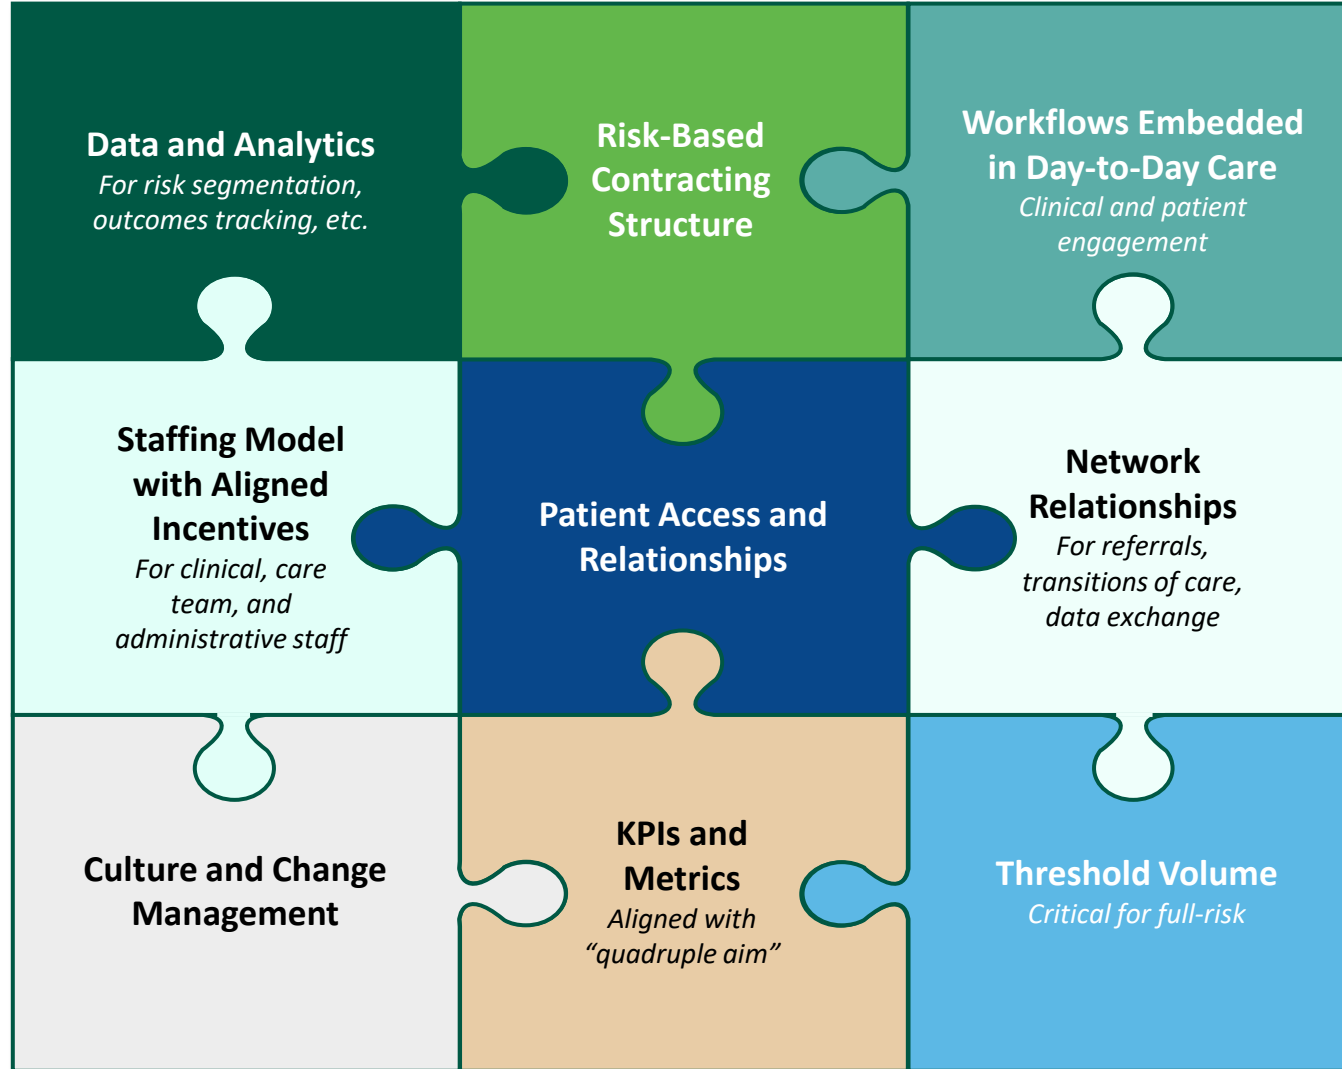 Data and Analytics
For risk segmentation,
outcomes tracking, etc.
Risk-Based
Contracting
Structure
Workflows Embedded
in Day-to-Day Care
Clinical and patient
engagement
Staffing Model
with Aligned
Incentives
For clinical, care
team, and
administrative staff
Patient Access and
Relationships
Network
Relationships
For referrals,
transitions of care,
data exchange
Culture and Change
Management
KPIs and
Metrics
Aligned with
“quadruple aim”
Threshold Volume
Critical for full-risk